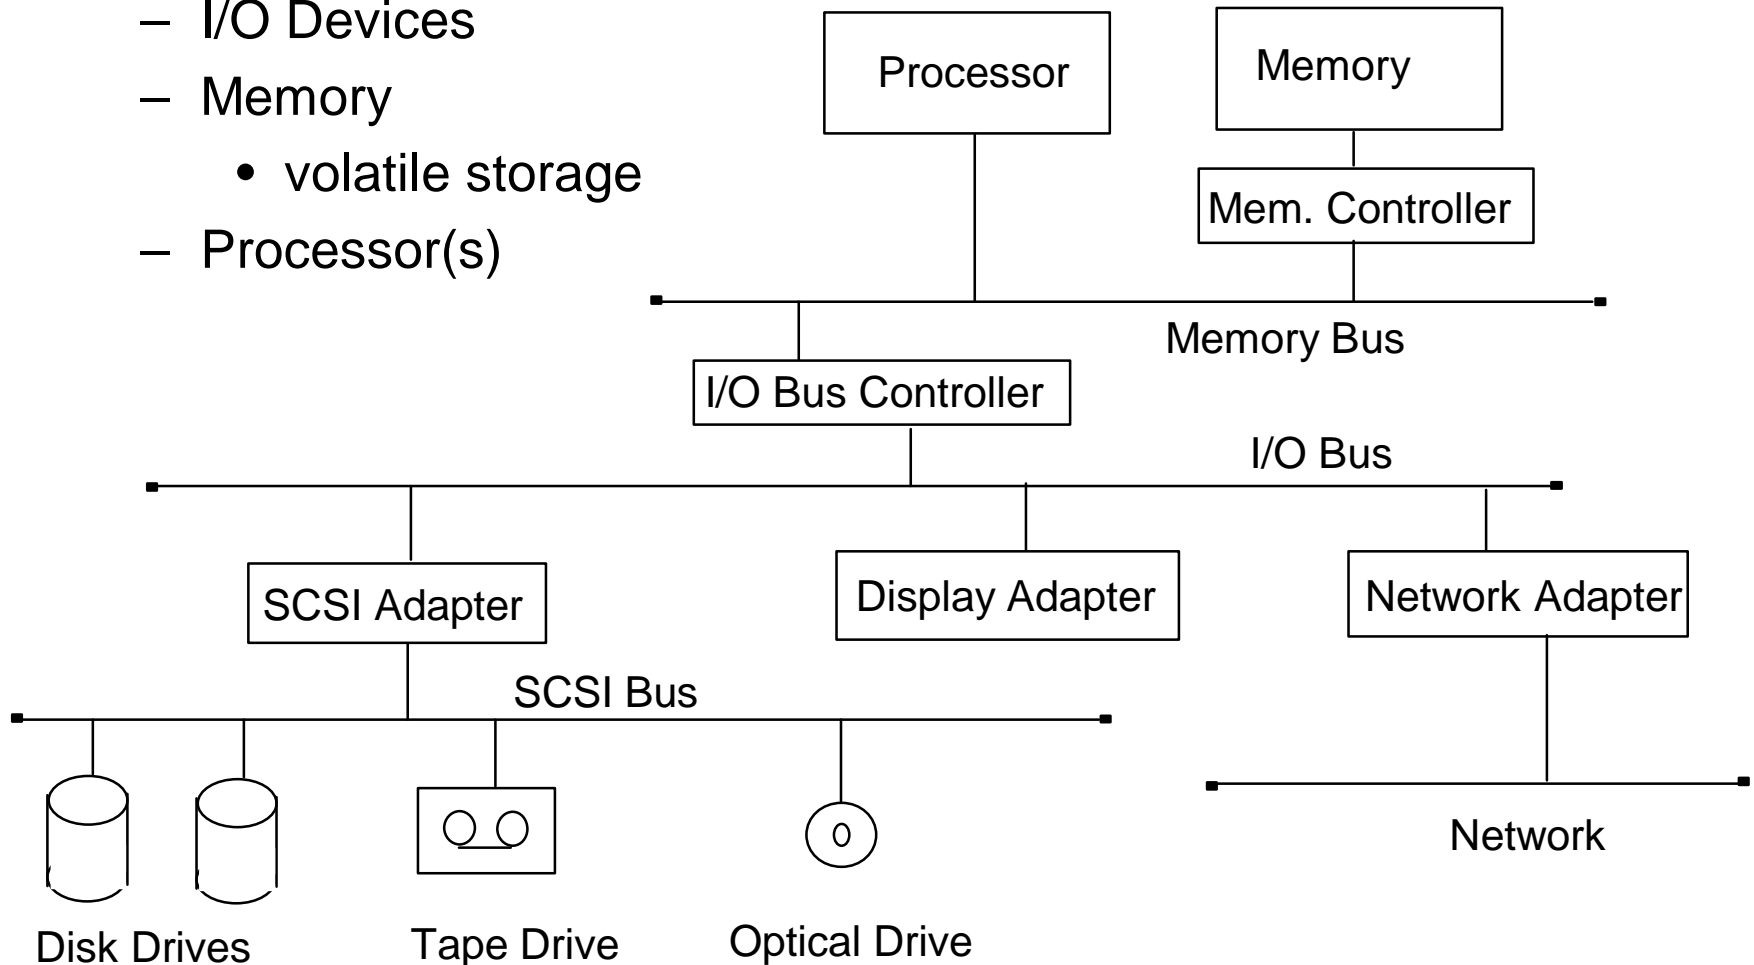 – I/O Devices
– Memory
• volatile storage
– Processor(s)
Processor
Memory
Mem. Controller
Memory Bus
I/O Bus Controller
I/O Bus
SCSI Adapter
Display Adapter
Network Adapter
SCSI Bus
Network
Disk Drives
Tape Drive
Optical Drive